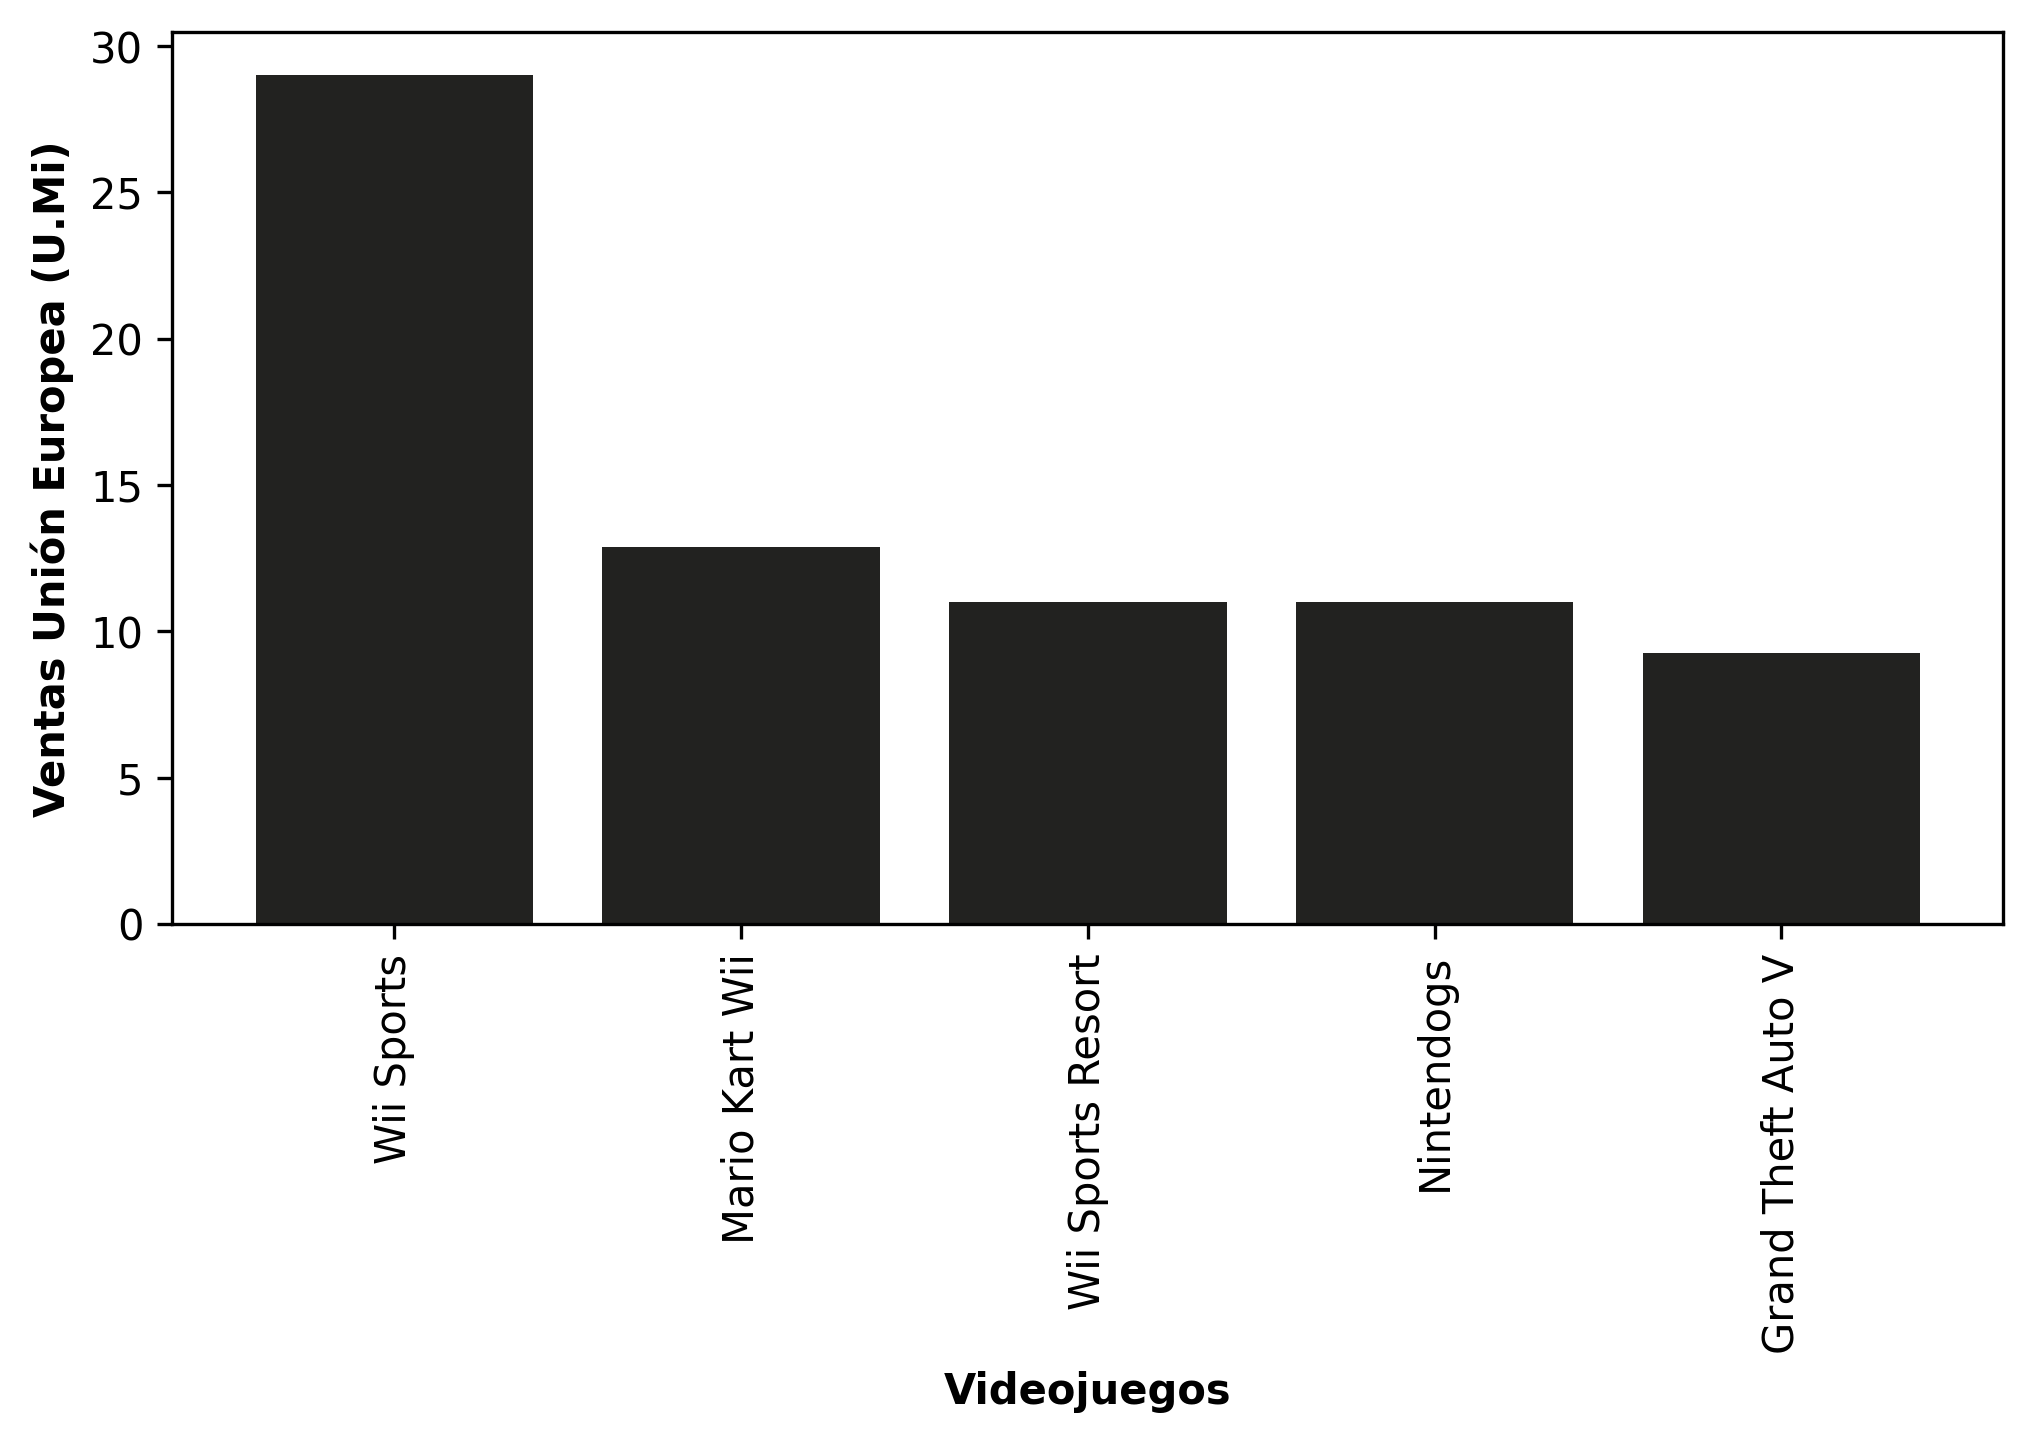 Ventas Unión Europea (U.Mi)
30
25
20
15
10
5
0
Wii Sports
Mario Kart Wii
Wii Sports Resort
Nintendogs
Grand Theft Auto V
Videojuegos